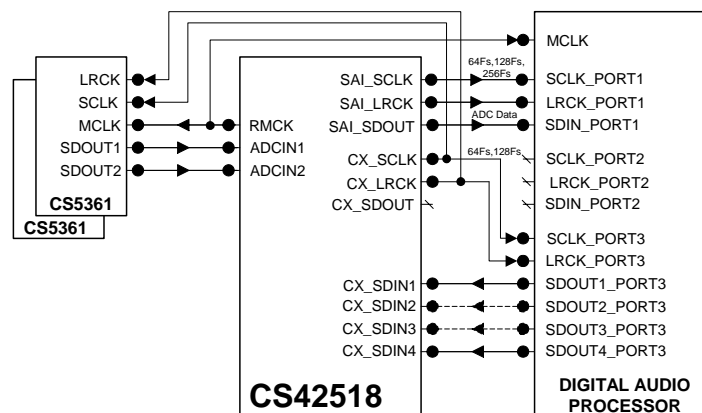 LRCK
SCLK
MCLK
SDOUT1
SDOUT2
CS5361
CS5361
RMCK
ADCIN1
ADCIN2
SAI_SCLK
SAI_LRCK
SAI_SDOUT
CX_SCLK
CX_LRCK
CX_SDOUT
CX_SDIN1
CX_SDIN2
CX_SDIN3
CX_SDIN4
CS42518
64Fs,128Fs,
256Fs
ADC Data
64Fs,128Fs
MCLK
SCLK_PORT1
LRCK_PORT1
SDIN_PORT1
SCLK_PORT2
LRCK_PORT2
SDIN_PORT2
SCLK_PORT3
LRCK_PORT3
SDOUT1_PORT3
SDOUT2_PORT3
SDOUT3_PORT3
SDOUT4_PORT3
DIGITAL AUDIO
PROCESSOR